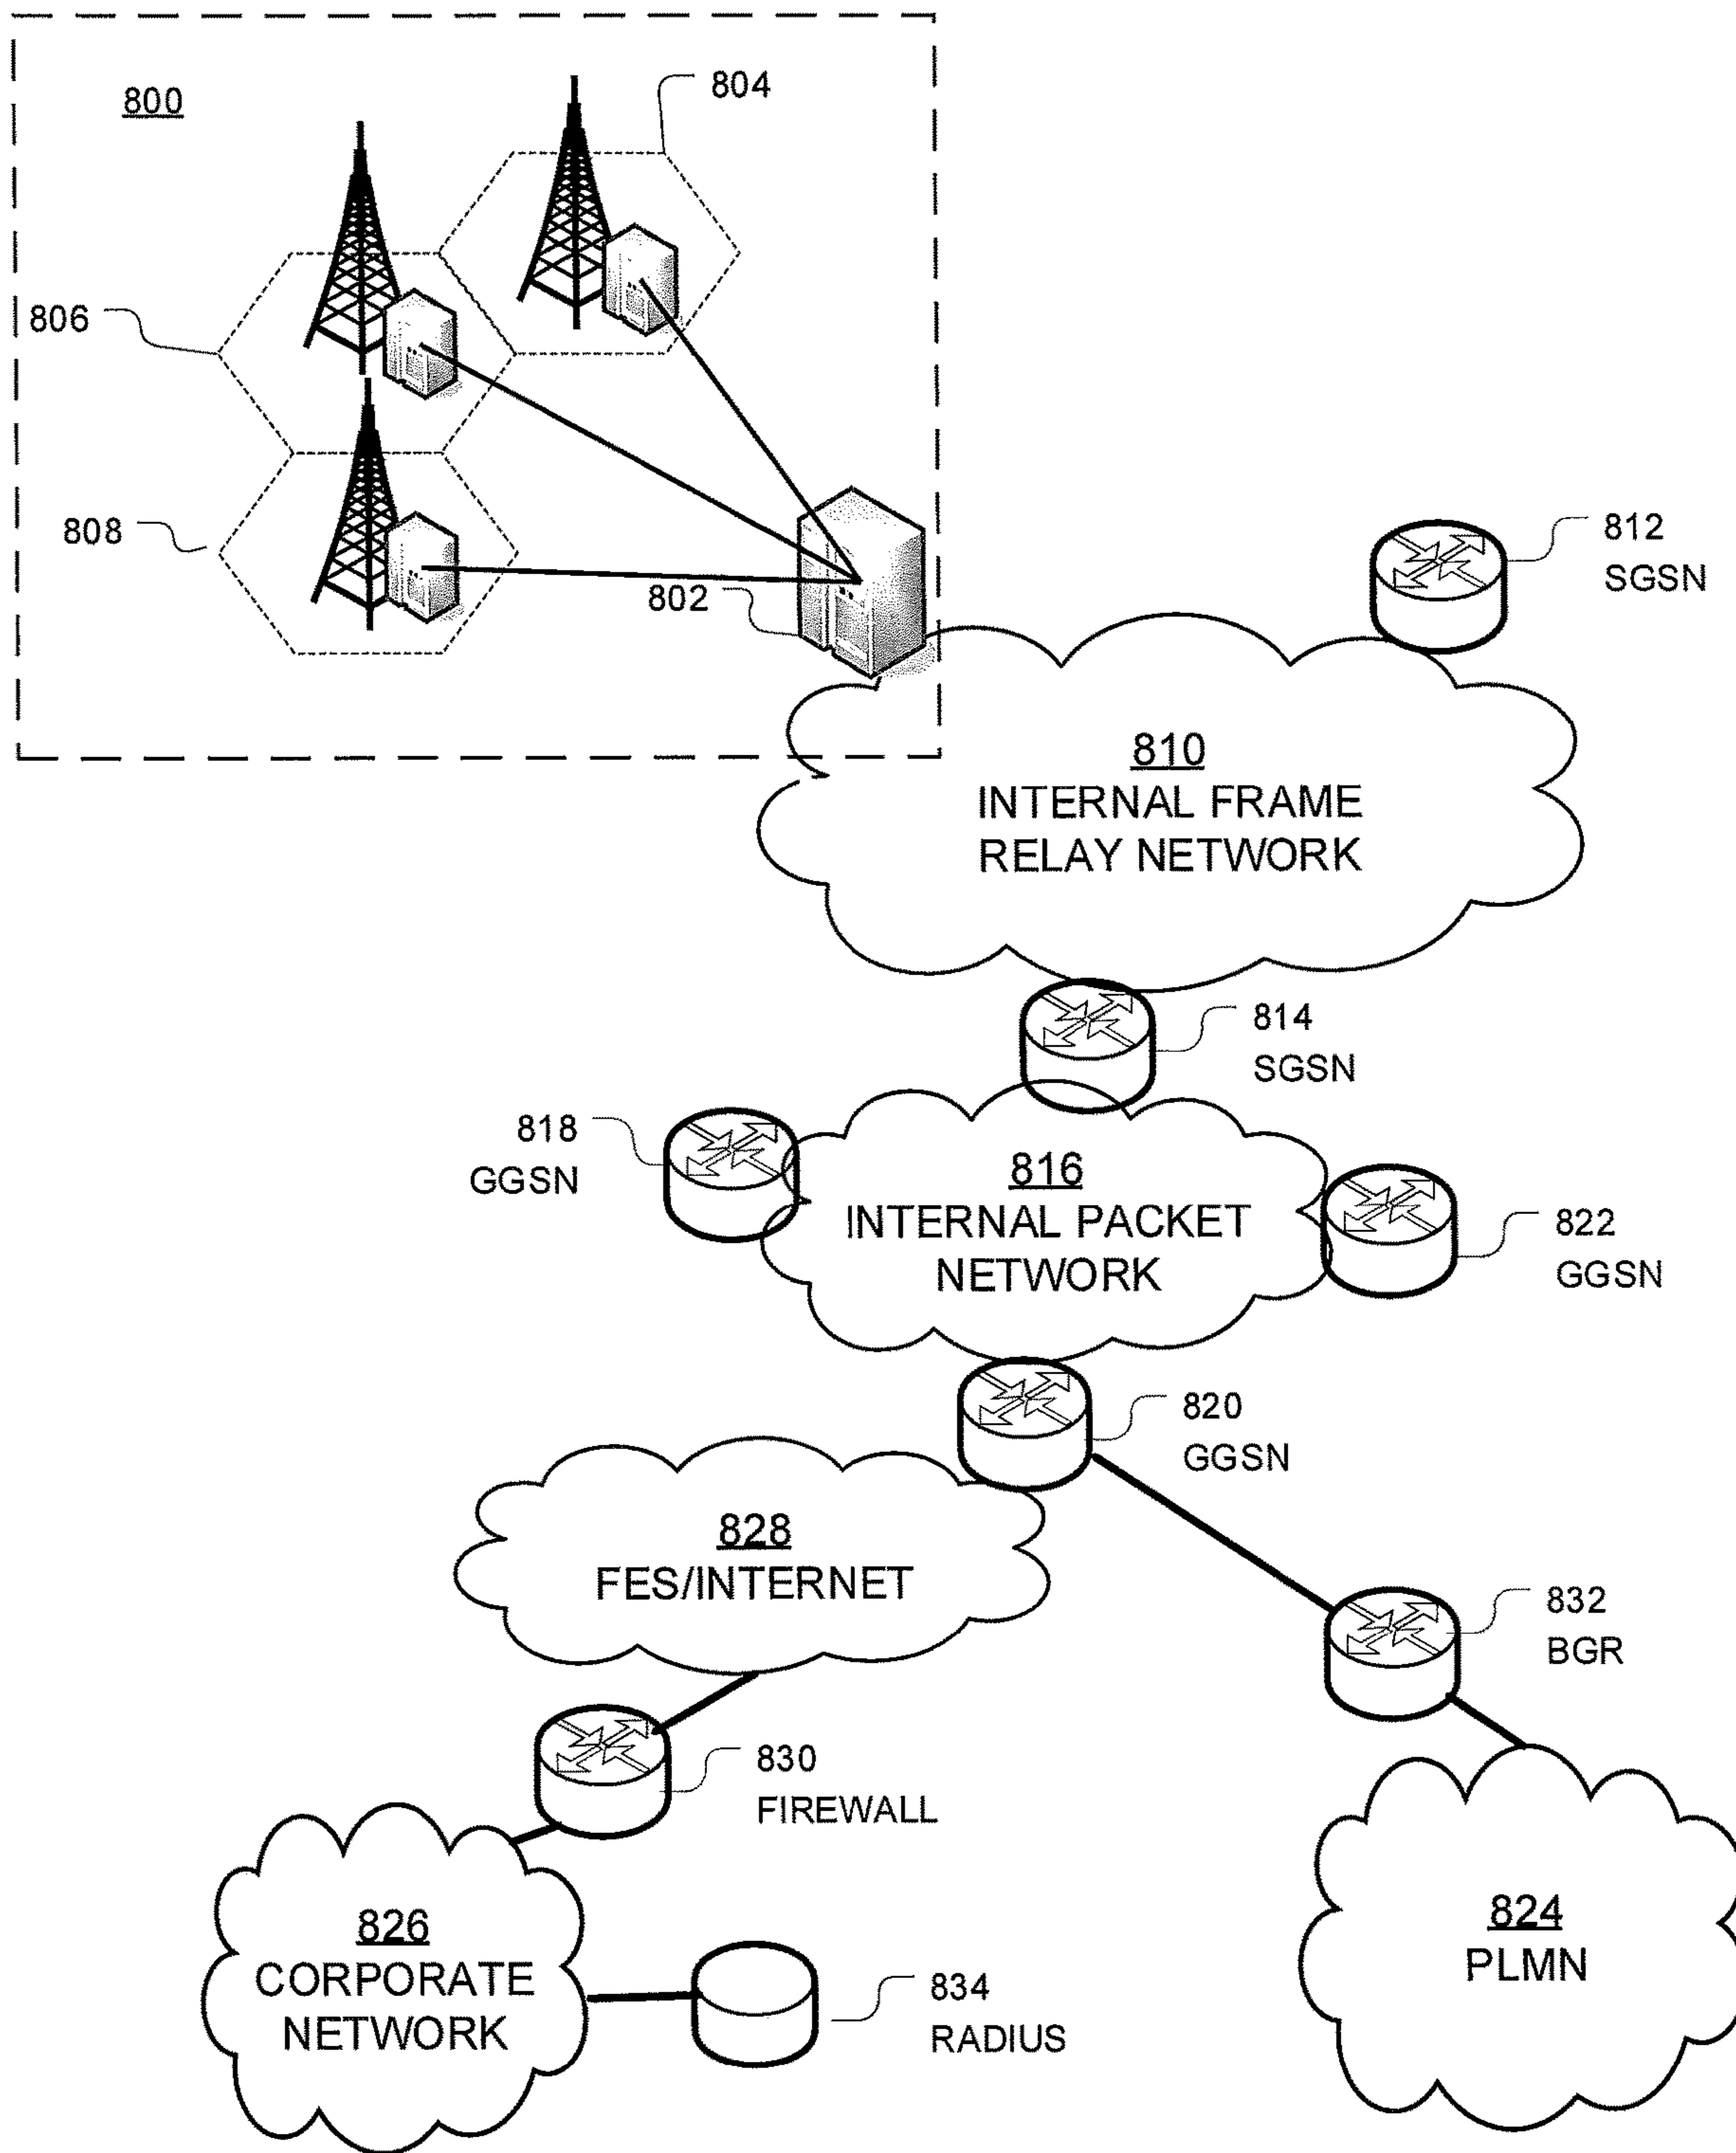 800
804
806
808
802
812
SGSN
810
INTERNAL FRAME
RELAY NETWORK
814
SGSN
818
GGSN
816
INTERNAL PACKET
NETWORK
822
GGSN
820
GGSN
828
FES/INTERNET
832
BGR
830
FIREWALL
826
CORPORATE
NETWORK
824
PLMN
834
RADIUS